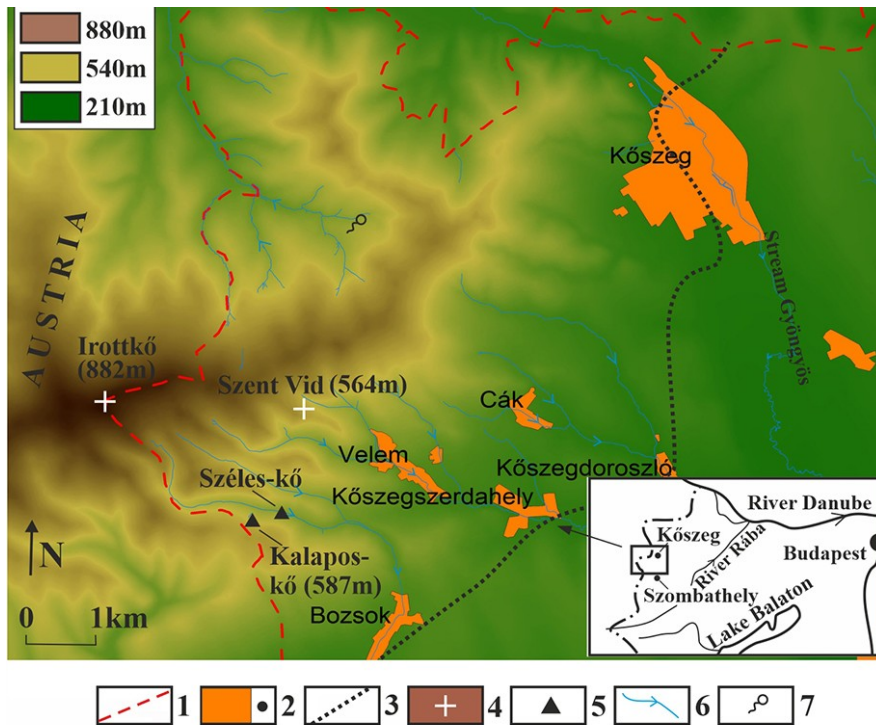 880m
540m
210m
AUSTRIA
Kőszeg
Stream Gyöngyös
Irottkő
(882m)
Szent Vid (564m)
Cák
Velem
Kőszegdoroszló
Széles-kő
Kőszegszerdahely
Kalapos-
kő (587m)
N
0 1km
Bozsok
River Danube
Kőszeg
River Rába
Budapest
Szombathely
Lake Balaton
1 2 3 4 5 6 7